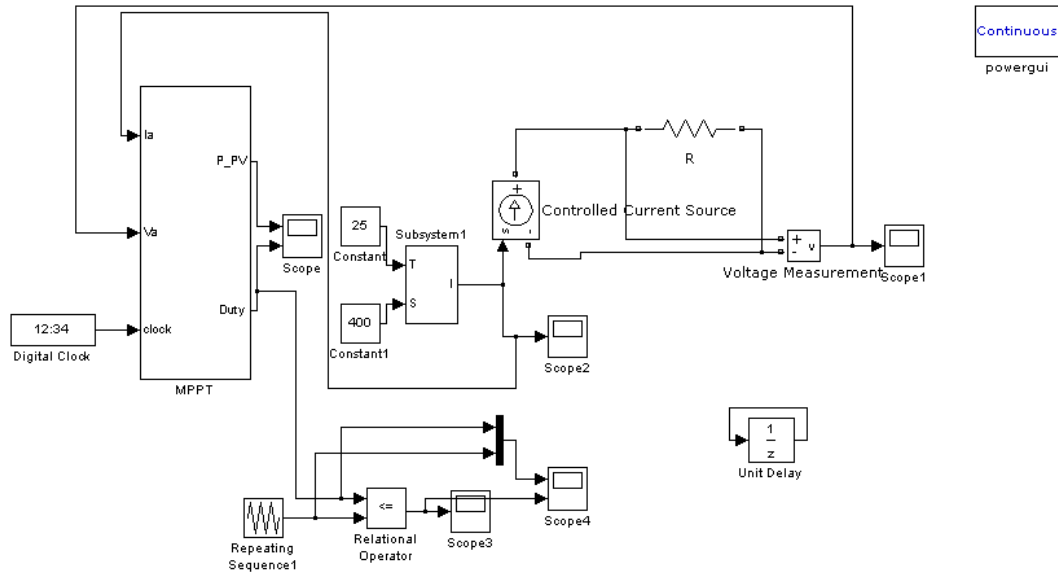 Continuous
powergui
Ia
P_PV
R
Va
Controlled Current Source
+
s
-
25
Constant
Subsystem1
T
S
I
Scope
+
-
v
Voltage Measurement
Scope1
Duty
400
Constant1
12:34
Digital Clock
clock
MPPT
Scope2
1
z
Unit Delay
<=
Relational
Operator
Scope3
Scope4
Repeating
Sequence1